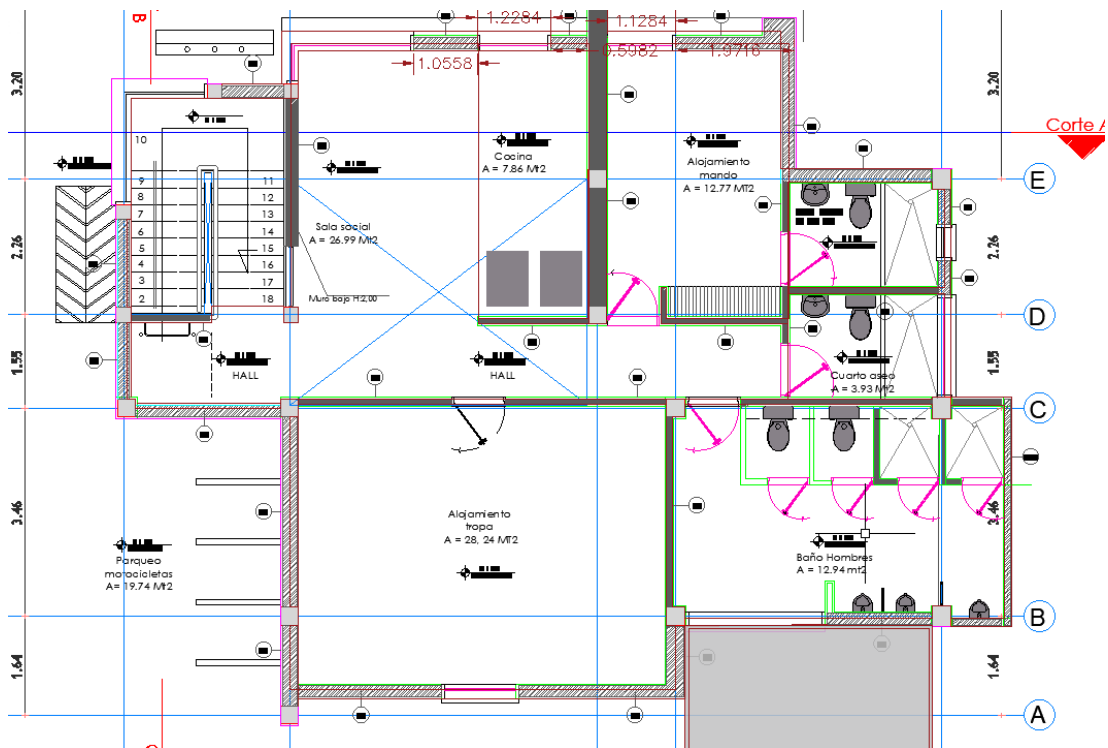 B
1.2284
1.1284
0.5982
1.9716
1.0558
3.20
3.20
Corte A
10
Cocina
A = 7.86 Mt2
Alojamiento
mando
A = 12.77 MT2
E
9
11
8
12
7
13
6
14
5
15
4
16
3
17
2
18
Sala social
A = 26.99 Mt2
Muro bajo H:2,00
2.26
2.26
D
1.55
1.55
HALL
HALL
Cuarto aseo
A = 3.93 Mt2
C
3.46
3.46
Alojamiento
tropa
A = 28, 24 MT2
Parqueo
motocicletas
A= 19.74 Mt2
Baño Hombres
A = 12.94 mt2
B
1.64
1.64
A